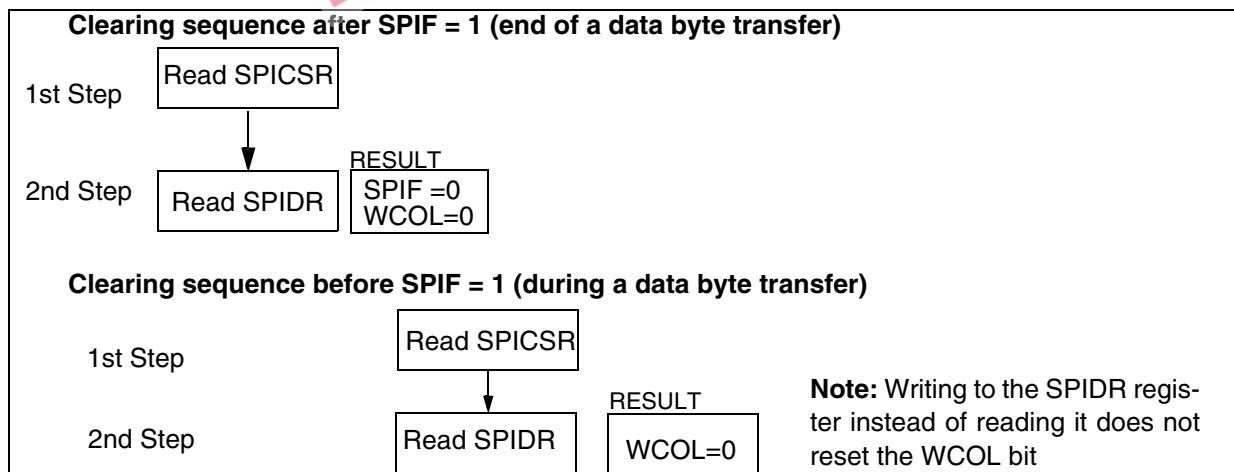 Clearing sequence after SPIF = 1 (end of a data byte transfer)
1st Step
Read SPICSR
2nd Step
Read SPIDR
RESULT
SPIF =0
WCOL=0
Clearing sequence before SPIF = 1 (during a data byte transfer)
1st Step
Read SPICSR
2nd Step
Read SPIDR
RESULT
WCOL=0
Note: Writing to the SPIDR regis-
ter instead of reading it does not
reset the WCOL bit